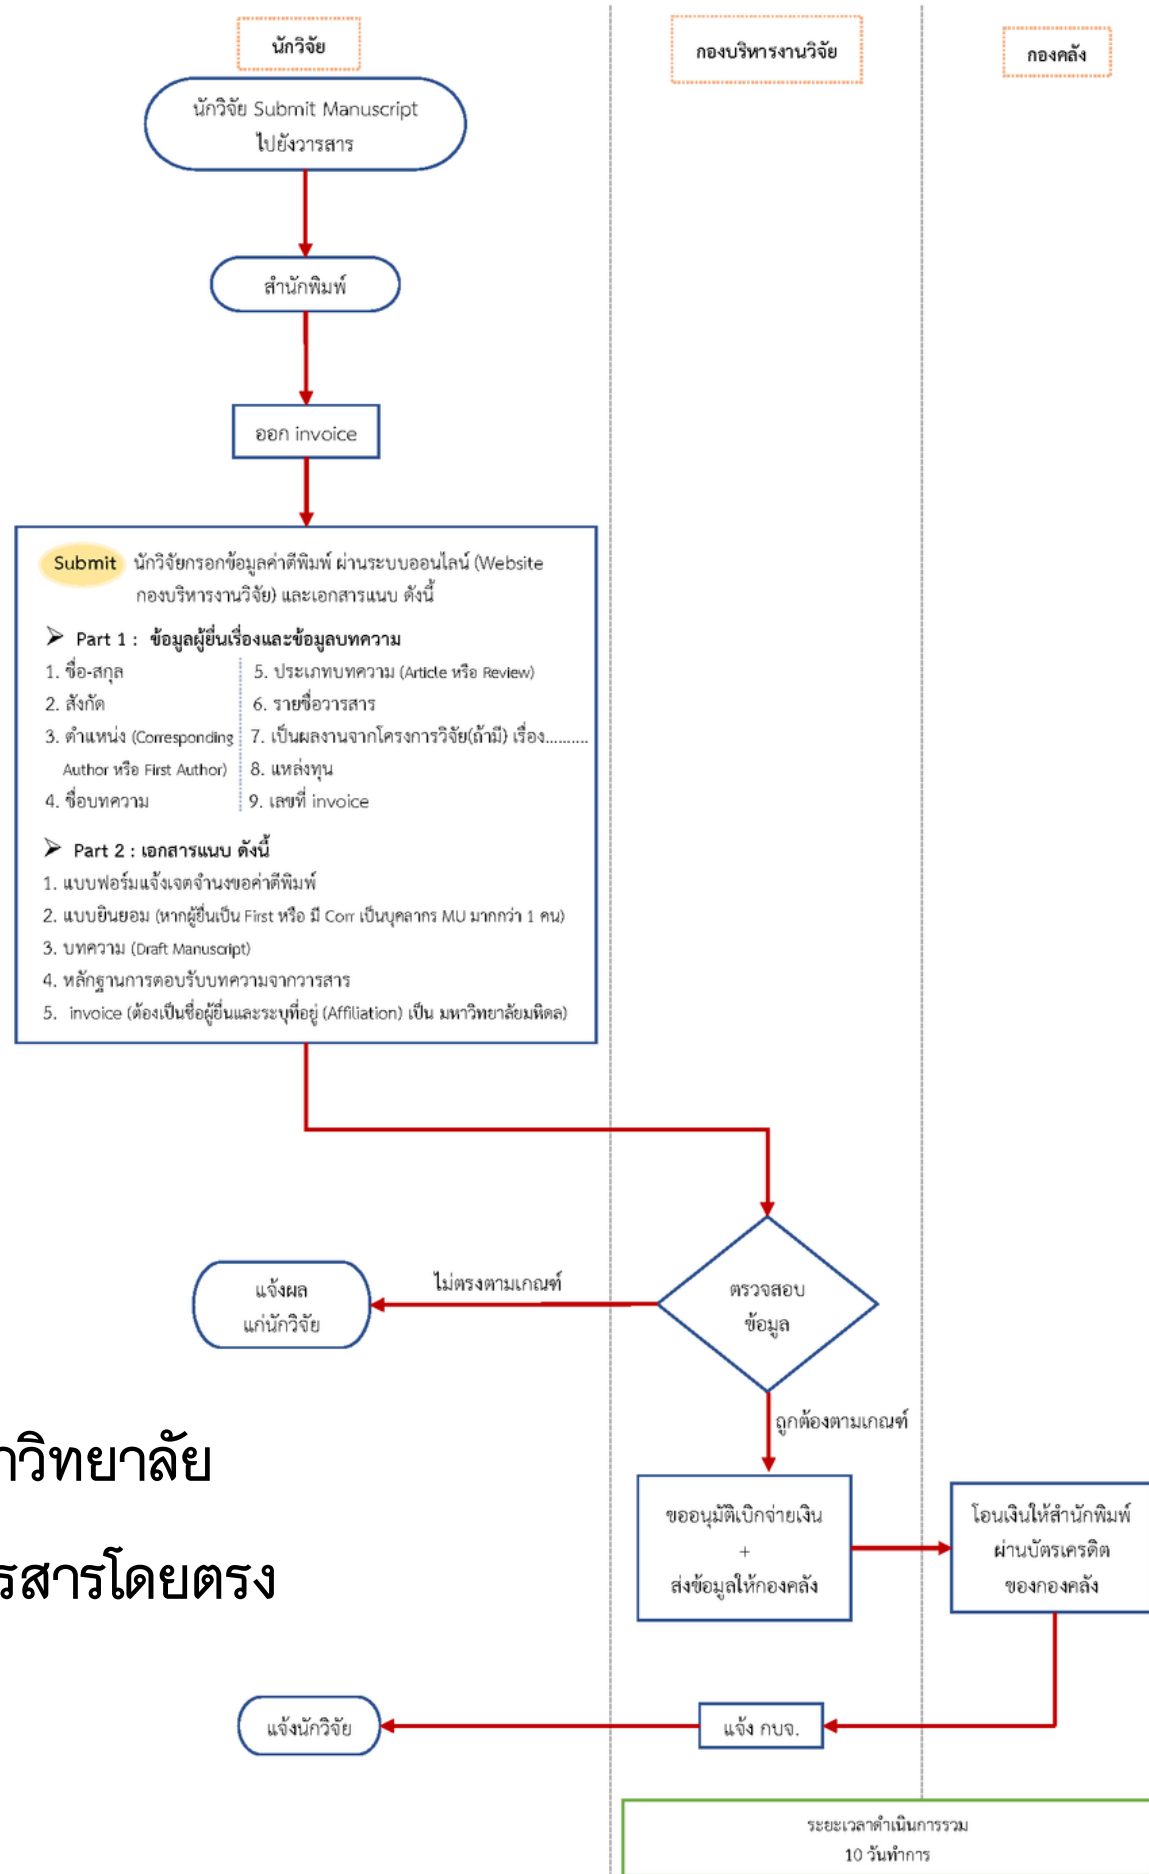 นักวิจัย
กองบริหารงานวิจัย
กองคลัง
นักวิจัย Submit Manuscript
ไปยังวารสาร
สำนักพิมพ์
ออก invoice
Submit นักวิจัยกรอกข้อมูลค่าตีพิมพ์ ผ่านระบบออนไลน์ (Website
กองบริหารงานวิจัย) และเอกสารแนบ ดังนี้
➢ Part 1 : ข้อมูลผู้ยื่นเรื่องและข้อมูลบทความ
1. ชื่อ-สกุล
2. สังกัด
3. ตำแหน่ง (Corresponding
Author หรือ First Author)
4. ชื่อบทความ
5. ประเภทบทความ (Article หรือ Review)
6. รายชื่อวารสาร
7. เป็นผลงานจากโครงการวิจัย(ถ้ามี) เรื่อง..........
8. แหล่งทุน
9. เลขที่ invoice
➢ Part 2 : เอกสารแนบ ดังนี้
1. แบบฟอร์มแจ้งเจตจำนงขอค่าตีพิมพ์
2. แบบยินยอม (หากผู้ยื่นเป็น First หรือ มี Corr เป็นบุคลากร MU มากกว่า 1 คน)
3. บทความ (Draft Manuscript)
4. หลักฐานการตอบรับบทความจากวารสาร
5. invoice (ต้องเป็นชื่อผู้ยื่นและระบุที่อยู่ (Affiliation) เป็น มหาวิทยาลัยมหิดล)
ตรวจสอบ
ข้อมูล
ไม่ตรงตามเกณฑ์
แจ้งผล
แก่นักวิจัย
ถูกต้องตามเกณฑ์
าวิทยาลัย
รสารโดยตรง
ขออนุมัติเบิกจ่ายเงิน
+
ส่งข้อมูลให้กองคลัง
โอนเงินให้สำนักพิมพ์
ผ่านบัตรเครดิต
ของกองคลัง
แจ้ง กบจ.
แจ้งนักวิจัย
ระยะเวลาดำเนินการรวม
10 วันทำการ